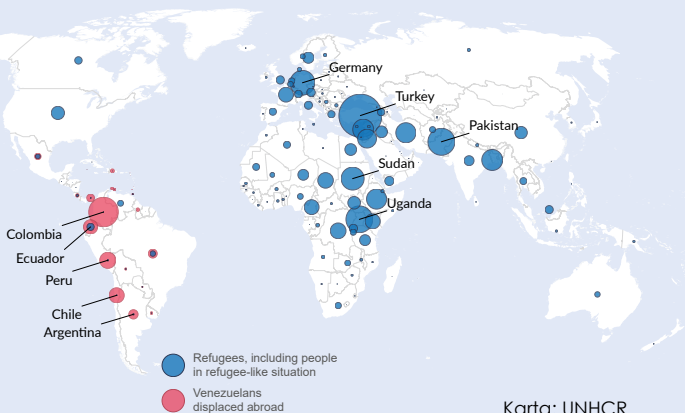 Germany
Turkey
Pakistan
Sudan
Uganda
Colombia
Ecuador
Peru
Chile
Argentina
Refugees, including people
in refugee-like situation
Venezuelans
displaced abroad
Karta: UNHCR